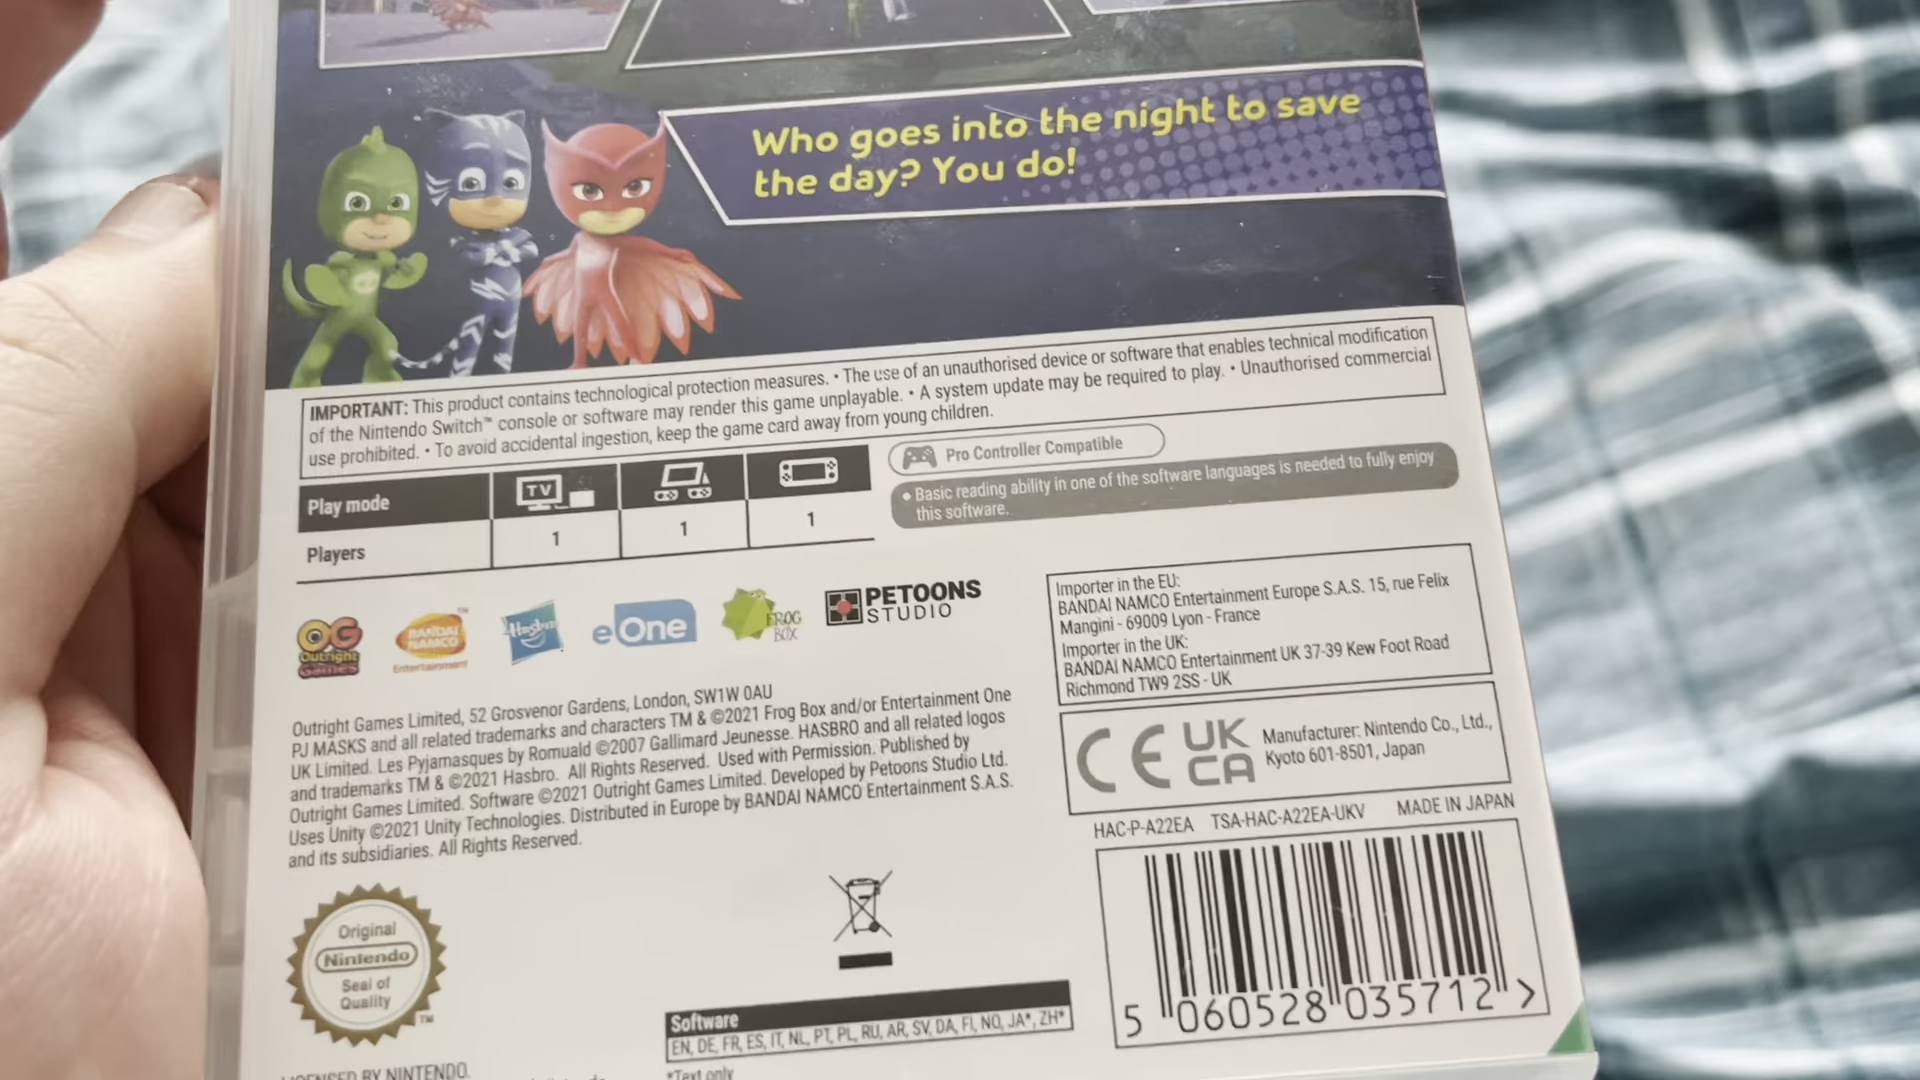 Who goes into the night to save
the day? You do!
IMPORTANT: This product contains technological protection measures. • The use of an unauthorised device or software that enables technical modification
of the Nintendo Switch™ console or software may render this game unplayable. • A system update may be required to play. • Unauthorised commercial
use prohibited. • To avoid accidental ingestion, keep the game card away from young children.
Play mode
TV
Players
1
1
1
Pro Controller Compatible
• Basic reading ability in one of the software languages is needed to fully enjoy
this software.
OG
Outright
Games
BANDAI
NAMCO
Entertainment
™
Hasbro
eOne
FROG
BOX
PETOONS
STUDIO
Importer in the EU:
BANDAI NAMCO Entertainment Europe S.A.S. 15, rue Felix
Mangini - 69009 Lyon - France
Importer in the UK:
BANDAI NAMCO Entertainment UK 37-39 Kew Foot Road
Richmond TW9 2SS - UK
Outright Games Limited, 52 Grosvenor Gardens, London, SW1W 0AU
PJ MASKS and all related trademarks and characters TM & ©2021 Frog Box and/or Entertainment One
UK Limited. Les Pyjamasques by Romuald ©2007 Gallimard Jeunesse. HASBRO and all related logos
and trademarks TM & ©2021 Hasbro. All Rights Reserved. Used with Permission. Published by
Outright Games Limited. Software ©2021 Outright Games Limited. Developed by Petoons Studio Ltd.
Uses Unity ©2021 Unity Technologies. Distributed in Europe by BANDAI NAMCO Entertainment S.A.S.
and its subsidiaries. All Rights Reserved.
CE
UK
CA
Manufacturer: Nintendo Co., Ltd.,
Kyoto 601-8501, Japan
HAC-P-A22EA TSA-HAC-A22EA-UKV MADE IN JAPAN
5 060528 035712 >
Original
Nintendo
Seal of
Quality
™
Software
EN, DE, FR, ES, IT, NL, PT, PL, RU, AR, SV, DA, FI, NO, JA*, ZH*
*Text only
LICENSED BY NINTENDO.